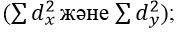 (∑ d_x^2 және ∑ d_y^2);